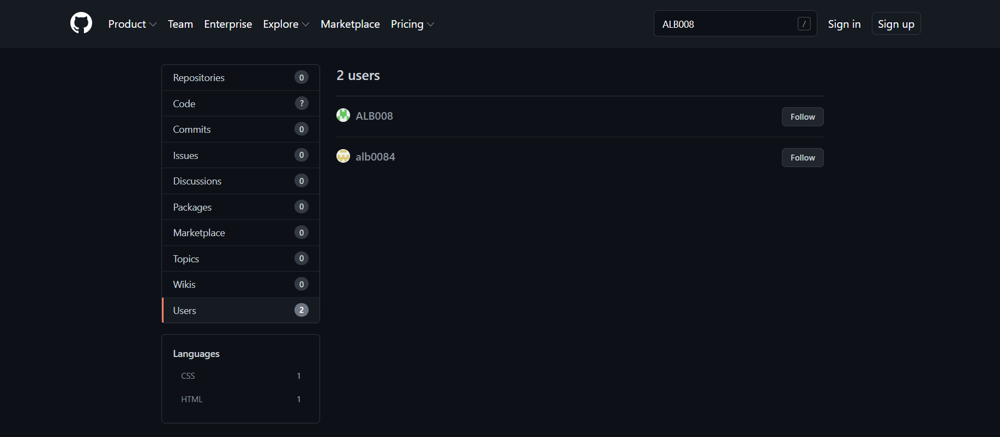 Product Team Enterprise Explore Marketplace Pricing ALB008 / Sign in Sign up
Repositories 0
Code ?
Commits 0
Issues 0
Discussions 0
Packages 0
Marketplace 0
Topics 0
Wikis 0
Users 2
Languages
CSS 1
HTML 1
2 users
ALB008 Follow
alb0084 Follow